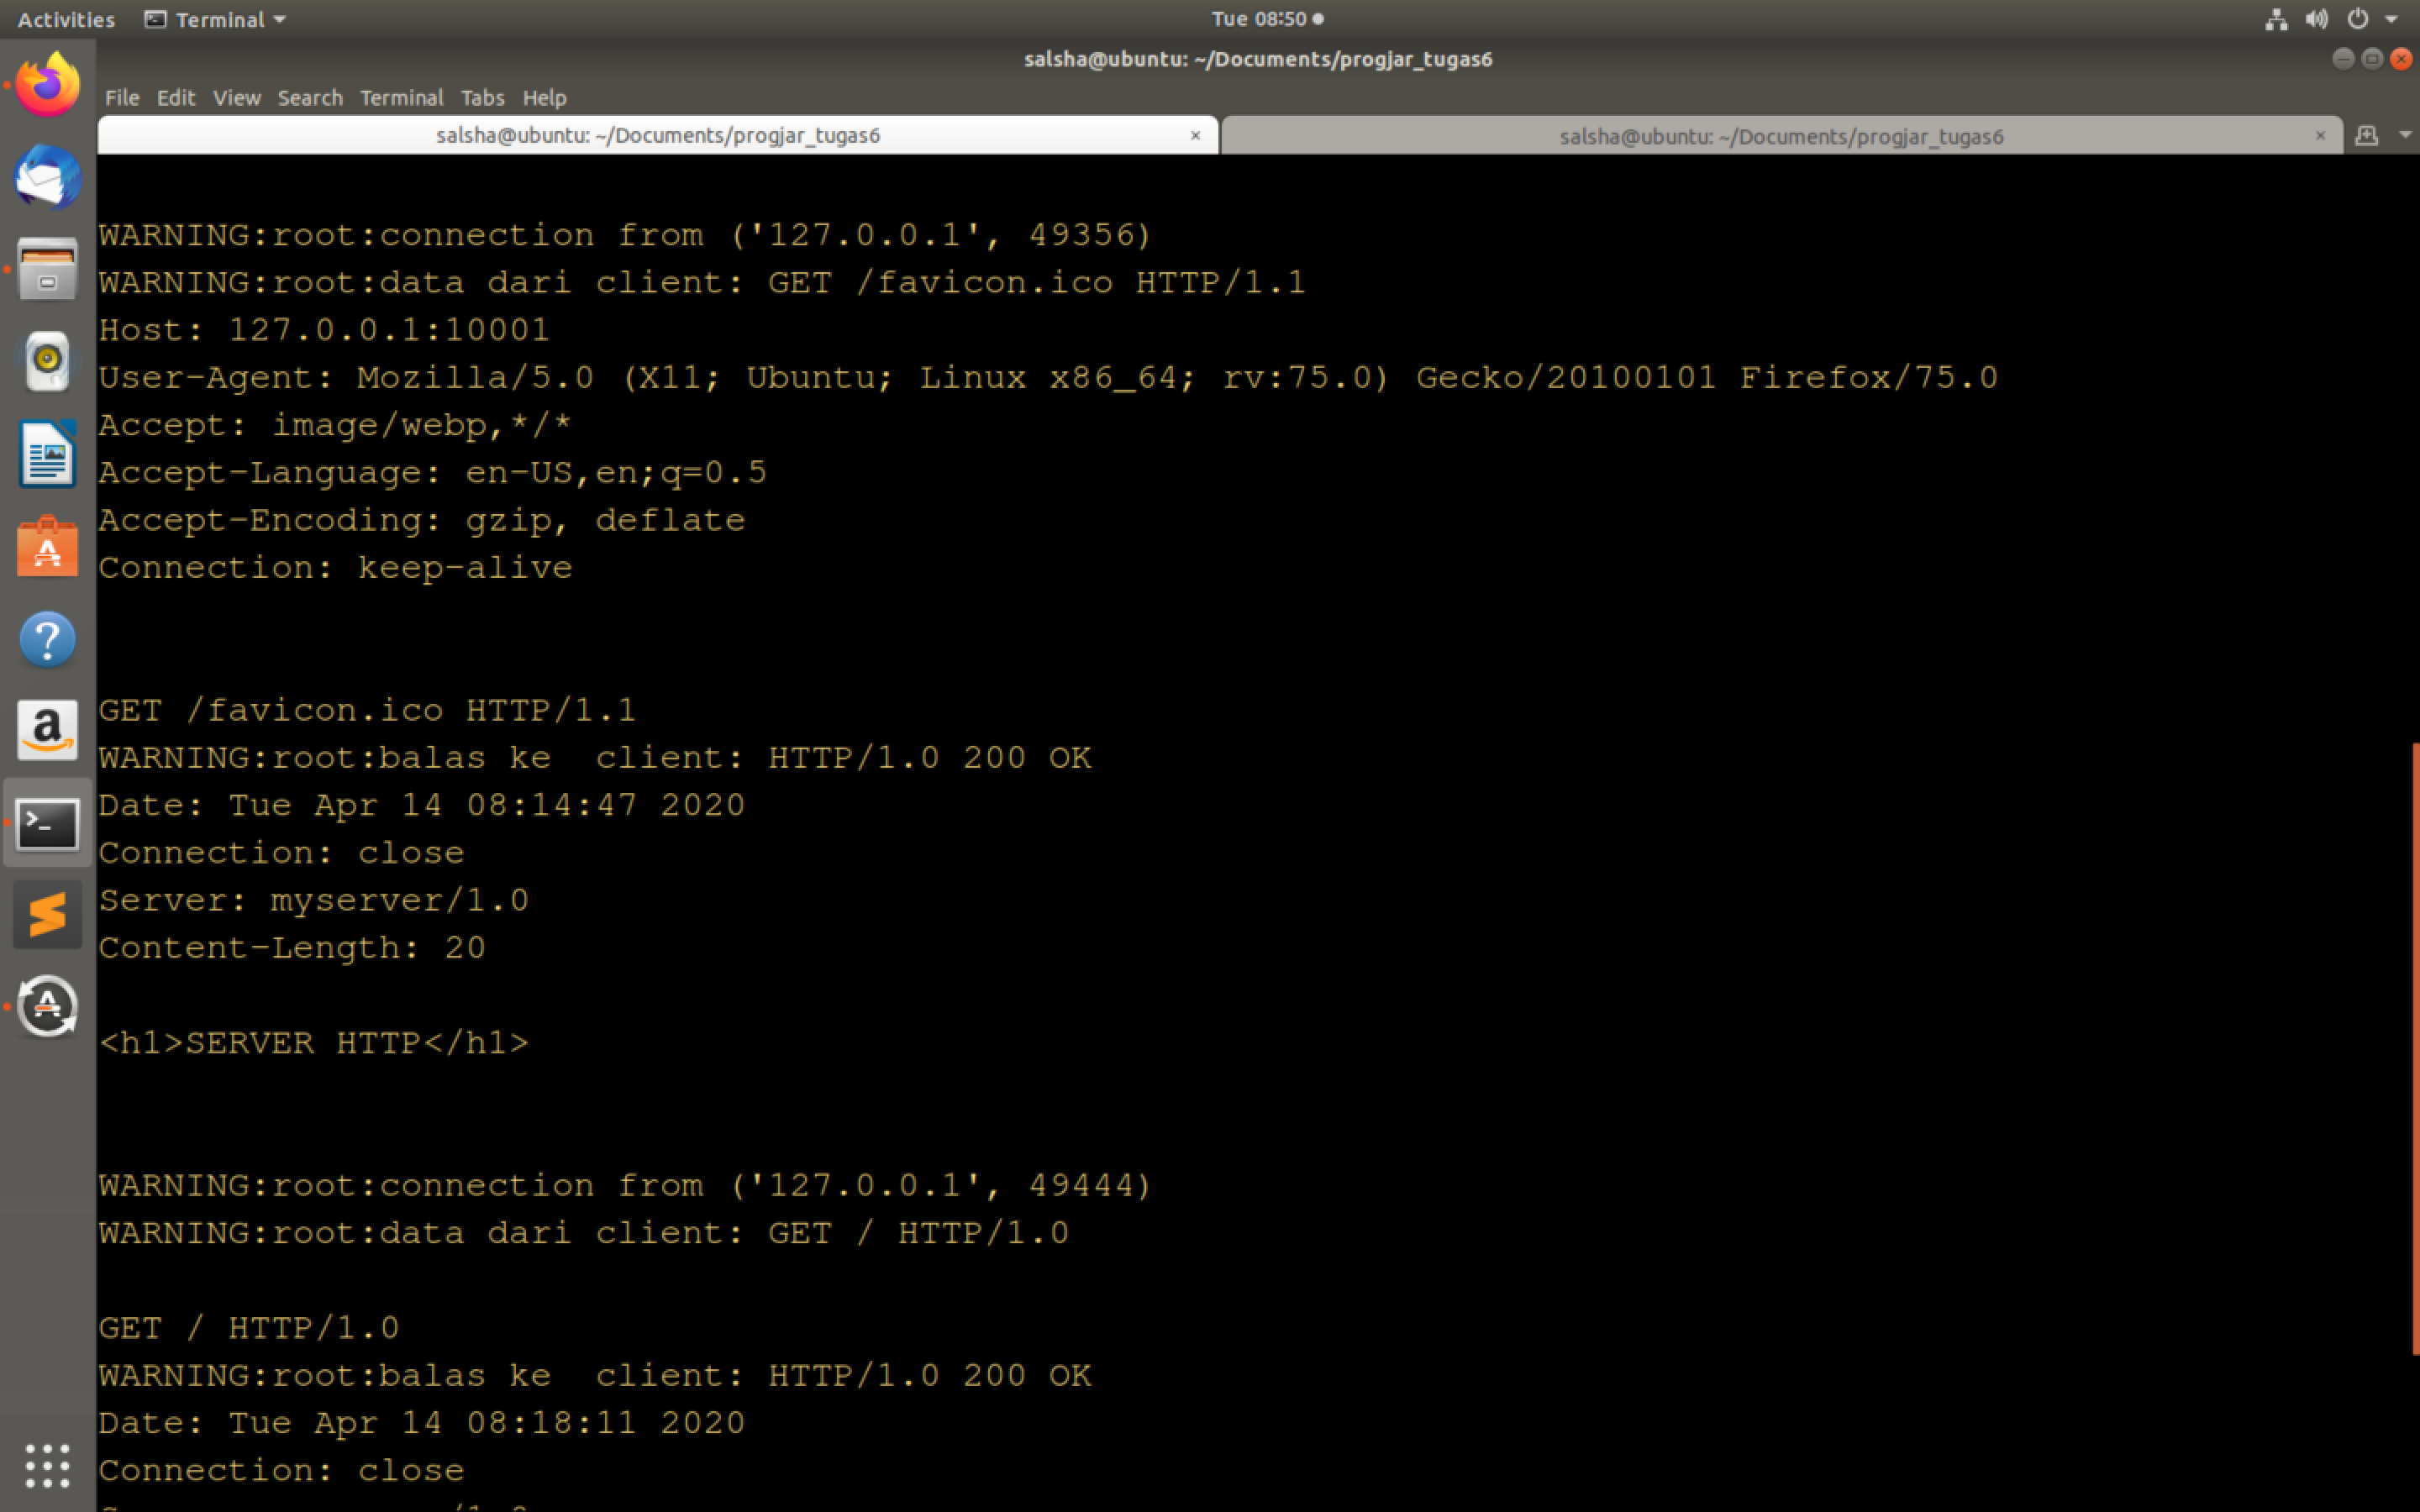 Activities Terminal Tue 08:50
salsha@ubuntu: ~/Documents/progjar_tugas6
File Edit View Search Terminal Tabs Help
salsha@ubuntu: ~/Documents/progjar_tugas6 × salsha@ubuntu: ~/Documents/progjar_tugas6 ×
WARNING:root:connection from ('127.0.0.1', 49356)
WARNING:root:data dari client: GET /favicon.ico HTTP/1.1
Host: 127.0.0.1:10001
User-Agent: Mozilla/5.0 (X11; Ubuntu; Linux x86_64; rv:75.0) Gecko/20100101 Firefox/75.0
Accept: image/webp,*/*
Accept-Language: en-US,en;q=0.5
Accept-Encoding: gzip, deflate
Connection: keep-alive
GET /favicon.ico HTTP/1.1
WARNING:root:balas ke  client: HTTP/1.0 200 OK
Date: Tue Apr 14 08:14:47 2020
Connection: close
Server: myserver/1.0
Content-Length: 20
<h1>SERVER HTTP</h1>
WARNING:root:connection from ('127.0.0.1', 49444)
WARNING:root:data dari client: GET / HTTP/1.0
GET / HTTP/1.0
WARNING:root:balas ke  client: HTTP/1.0 200 OK
Date: Tue Apr 14 08:18:11 2020
Connection: close